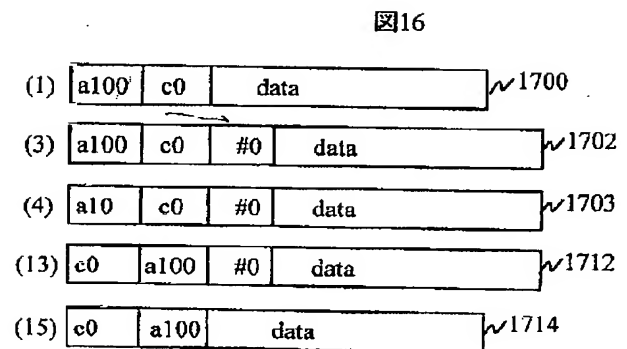 図16
(1) a100 c0 data 1700
(3) a100 c0 #0 data 1702
(4) a10 c0 #0 data 1703
(13) c0 a100 #0 data 1712
(15) c0 a100 data 1714